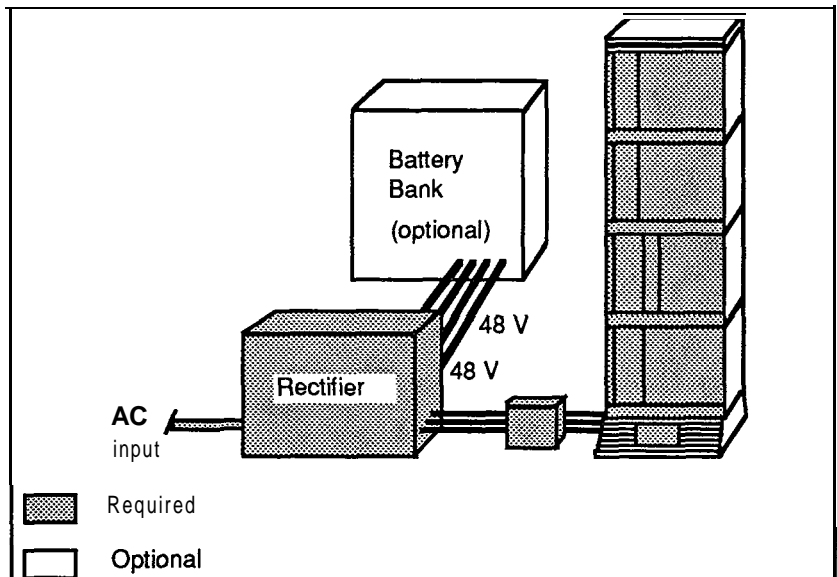 Battery
Bank
(optional)
48 V
48 V
Rectifier
AC
input
Required
Optional